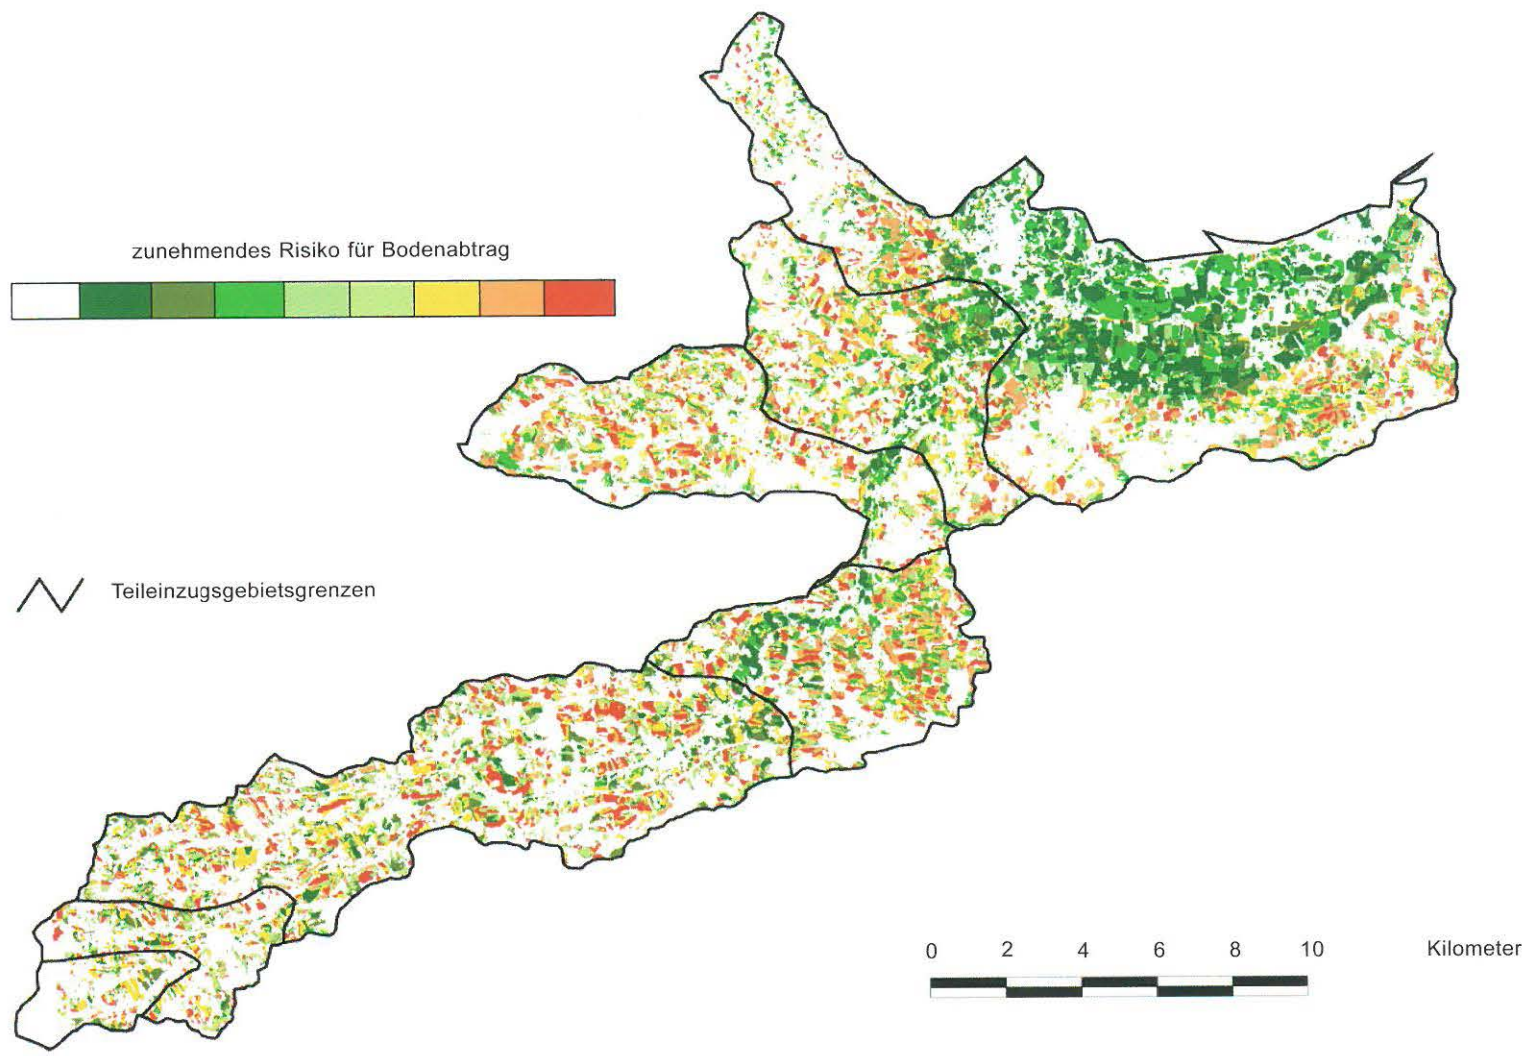 zunehmendes Risiko für Bodenabtrag
Teileinzugsgebietsgrenzen
0 2 4 6 8 10 Kilometer